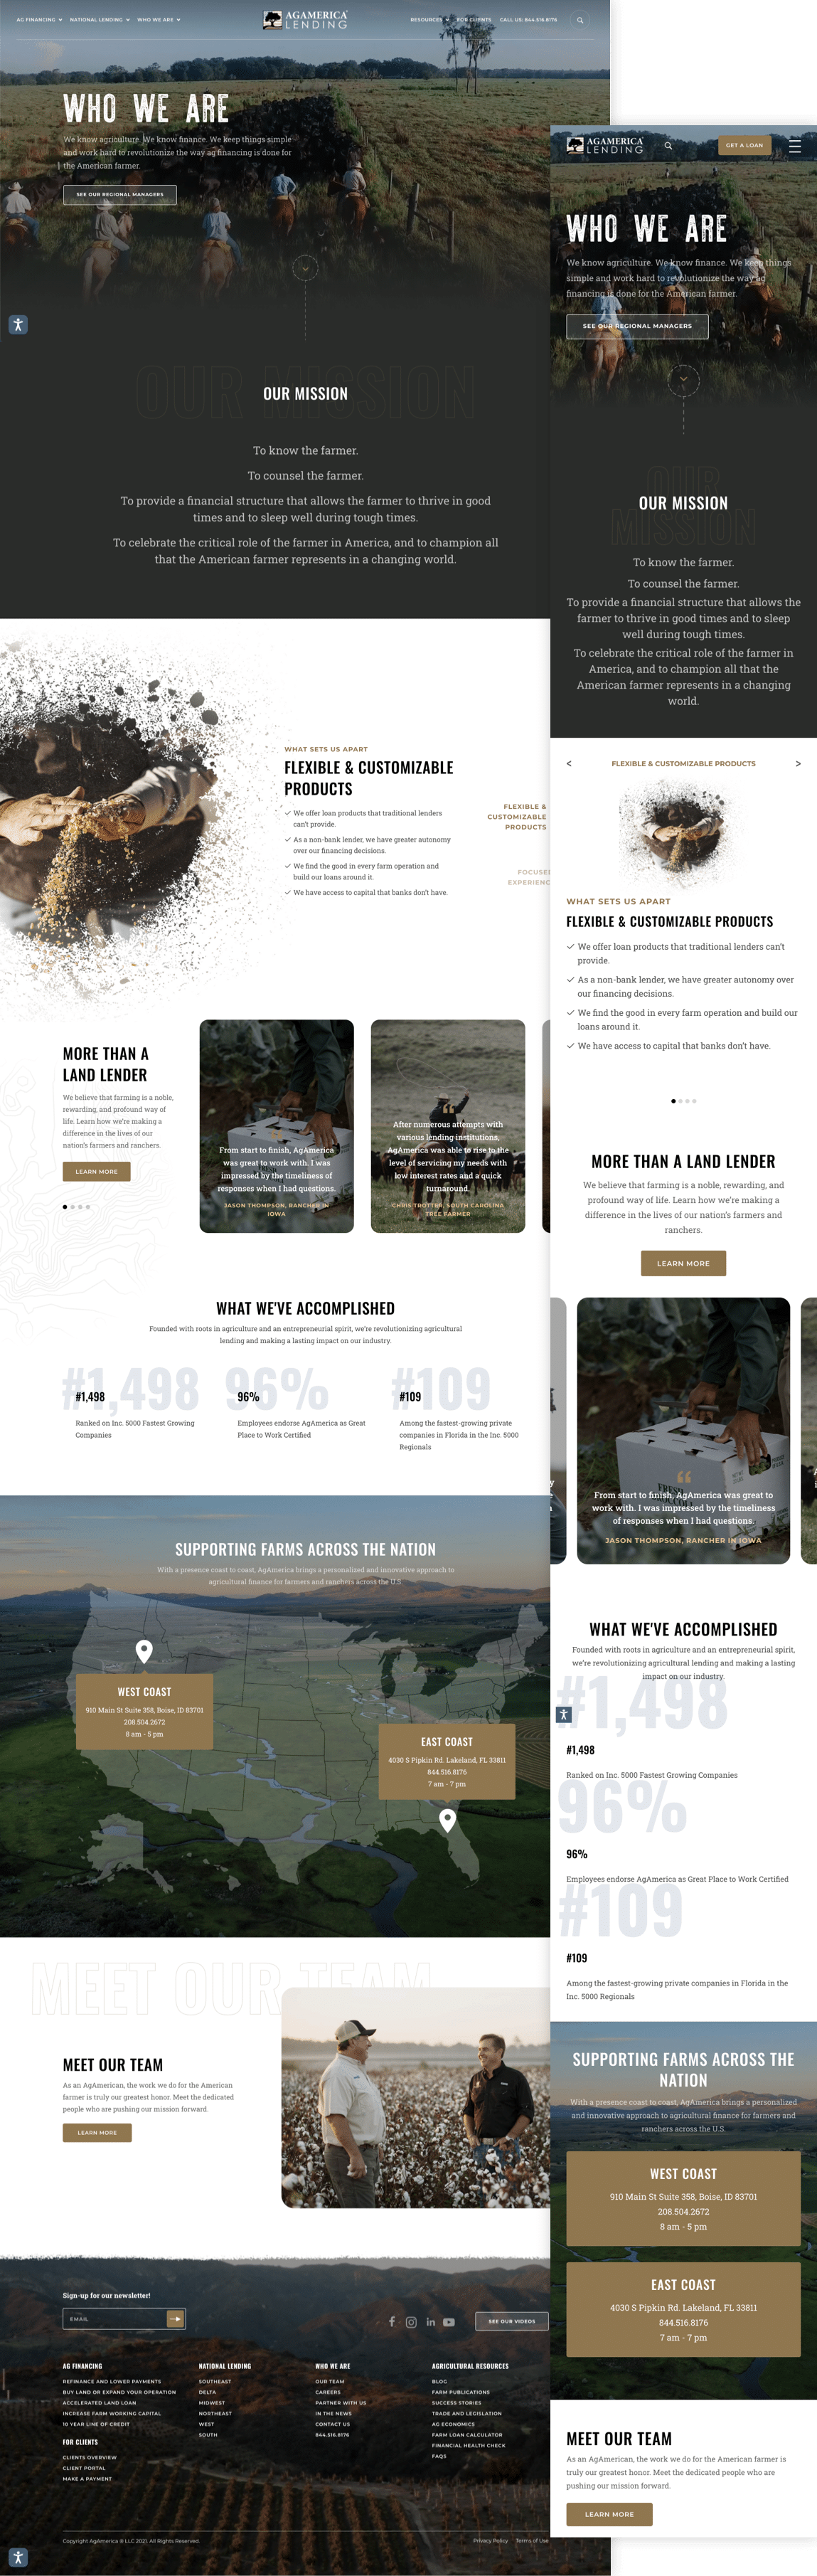 AG FINANCING NATIONAL LENDING WHO WE ARE
AGAMERICA
LENDING
RESOURCES FOR CLIENTS CALL US: 844.516.8176
WHO WE ARE
We know agriculture. We know finance. We keep things simple
and work hard to revolutionize the way ag financing is done for
the American farmer.
SEE OUR REGIONAL MANAGERS
OUR MISSION
OUR MISSION
To know the farmer.
To counsel the farmer.
To provide a financial structure that allows the farmer to thrive in good
times and to sleep well during tough times.
To celebrate the critical role of the farmer in America, and to champion all
that the American farmer represents in a changing world.
WHAT SETS US APART
FLEXIBLE & CUSTOMIZABLE
PRODUCTS
We offer loan products that traditional lenders
can't provide.
As a non-bank lender, we have greater autonomy
over our financing decisions.
We find the good in every farm operation and
build our loans around it.
We have access to capital that banks don't have.
FLEXIBLE &
CUSTOMIZABLE
PRODUCTS
FOCUSED
EXPERIENC
MORE THAN A
LAND LENDER
We believe that farming is a noble,
rewarding, and profound way of
life. Learn how we're making a
difference in the lives of our
nation's farmers and ranchers.
LEARN MORE
From start to finish, AgAmerica
was great to work with. I was
impressed by the timeliness of
responses when I had questions.
JASON THOMPSON, RANCHER IN
IOWA
After numerous attempts with
various lending institutions,
AgAmerica was able to rise to the
level of servicing my needs with
low interest rates and a quick
turnaround.
CHRIS TROTTER, SOUTH CAROLINA
TREE FARMER
WHAT WE'VE ACCOMPLISHED
Founded with roots in agriculture and an entrepreneurial spirit, we're revolutionizing agricultural
lending and making a lasting impact on our industry.
#1,498 96% #109
#1,498 96% #109
Ranked on Inc. 5000 Fastest Growing
Companies
Employees endorse AgAmerica as Great
Place to Work Certified
Among the fastest-growing private
companies in Florida in the Inc. 5000
Regionals
SUPPORTING FARMS ACROSS THE NATION
With a presence coast to coast, AgAmerica brings a personalized and innovative approach to
agricultural finance for farmers and ranchers across the U.S.
WEST COAST
910 Main St Suite 358, Boise, ID 83701
208.504.2672
8 am - 5 pm
EAST COAST
4030 S Pipkin Rd. Lakeland, FL 33811
844.516.8176
7 am - 7 pm
MEET OUR TEAM
MEET OUR TEAM
As an AgAmerican, the work we do for the American
farmer is truly our greatest honor. Meet the dedicated
people who are pushing our mission forward.
LEARN MORE
Sign-up for our newsletter!
EMAIL
SEE OUR VIDEOS
AG FINANCING
REFINANCE AND LOWER PAYMENTS
BUY LAND OR EXPAND YOUR OPERATION
ACCELERATED LAND LOAN
INCREASE FARM WORKING CAPITAL
10 YEAR LINE OF CREDIT
FOR CLIENTS
CLIENTS OVERVIEW
CLIENT PORTAL
MAKE A PAYMENT
NATIONAL LENDING
SOUTHEAST
DELTA
MIDWEST
NORTHEAST
WEST
SOUTH
WHO WE ARE
OUR TEAM
CAREERS
PARTNER WITH US
IN THE NEWS
CONTACT US
844.516.8176
AGRICULTURAL RESOURCES
BLOG
FARM PUBLICATIONS
SUCCESS STORIES
TRADE AND LEGISLATION
AG ECONOMICS
FARM LOAN CALCULATOR
FINANCIAL HEALTH CHECK
FAQS
Copyright AgAmerica @ LLC 2021. All Rights Reserved.
Privacy Policy Terms of Use
AGAMERICA
LENDING
GET A LOAN
WHO WE ARE
We know agriculture. We know finance. We keep things
simple and work hard to revolutionize the way ag
financing is done for the American farmer.
SEE OUR REGIONAL MANAGERS
OUR
MISSION
OUR MISSION
To know the farmer.
To counsel the farmer.
To provide a financial structure that allows the
farmer to thrive in good times and to sleep
well during tough times.
To celebrate the critical role of the farmer in
America, and to champion all that the
American farmer represents in a changing
world.
< FLEXIBLE & CUSTOMIZABLE PRODUCTS >
WHAT SETS US APART
FLEXIBLE & CUSTOMIZABLE PRODUCTS
We offer loan products that traditional lenders can't
provide.
As a non-bank lender, we have greater autonomy over
our financing decisions.
We find the good in every farm operation and build our
loans around it.
We have access to capital that banks don't have.
MORE THAN A LAND LENDER
We believe that farming is a noble, rewarding, and
profound way of life. Learn how we're making a
difference in the lives of our nation's farmers and
ranchers.
LEARN MORE
FRESH
BROCCOLI
From start to finish, AgAmerica was great to
work with. I was impressed by the timeliness
of responses when I had questions.
JASON THOMPSON, RANCHER IN IOWA
WHAT WE'VE ACCOMPLISHED
Founded with roots in agriculture and an entrepreneurial spirit,
we're revolutionizing agricultural lending and making a lasting
impact on our industry.
#1,498
#1,498
Ranked on Inc. 5000 Fastest Growing Companies
96%
96%
Employees endorse AgAmerica as Great Place to Work Certified
#109
#109
Among the fastest-growing private companies in Florida in the
Inc. 5000 Regionals
SUPPORTING FARMS ACROSS THE
NATION
With a presence coast to coast, AgAmerica brings a personalized
and innovative approach to agricultural finance for farmers and
ranchers across the U.S.
WEST COAST
910 Main St Suite 358, Boise, ID 83701
208.504.2672
8 am - 5 pm
EAST COAST
4030 S Pipkin Rd. Lakeland, FL 33811
844.516.8176
7 am - 7 pm
MEET OUR TEAM
As an AgAmerican, the work we do for the American farmer is
truly our greatest honor. Meet the dedicated people who are
pushing our mission forward.
LEARN MORE